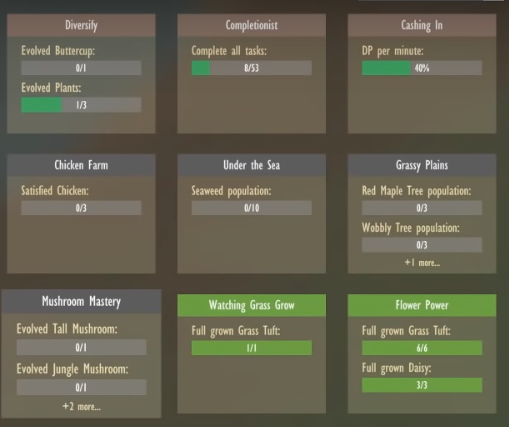 Diversify
Evolved Buttercup:
0/1
Evolved Plants:
1/3
Completionist
Complete all tasks:
8/53
Cashing In
DP per minute:
40%
Chicken Farm
Satisfied Chicken:
0/3
Under the Sea
Seaweed population:
0/10
Grassy Plains
Red Maple Tree population:
0/3
Wobbly Tree population:
0/3
+1 more...
Mushroom Mastery
Evolved Tall Mushroom:
0/1
Evolved Jungle Mushroom:
0/1
+2 more...
Watching Grass Grow
Full grown Grass Tuft:
1/1
Flower Power
Full grown Grass Tuft:
6/6
Full grown Daisy:
3/3